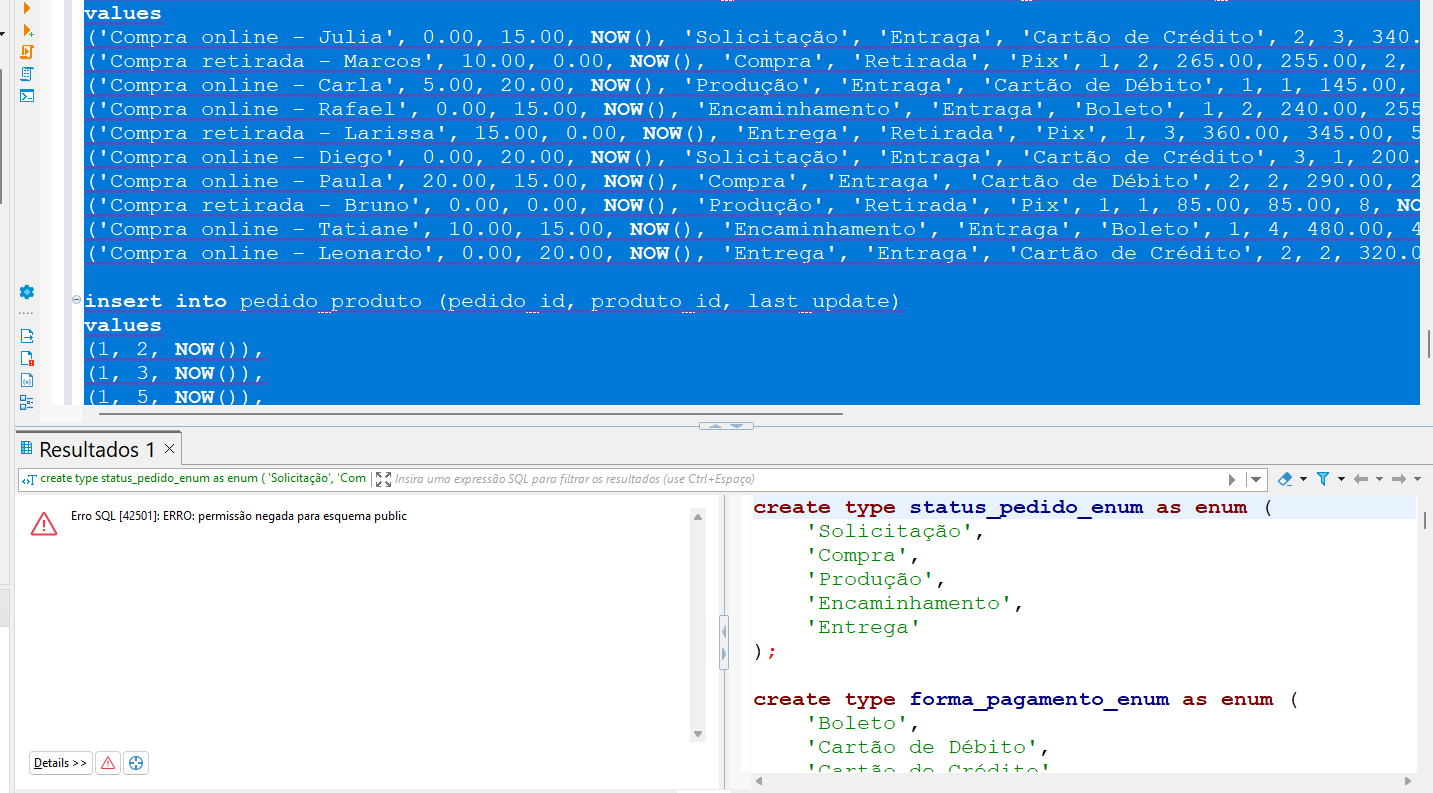 values
('Compra online – Julia', 0.00, 15.00, NOW(), 'Solicitação', 'Entraga', 'Cartão de Crédito', 2, 3, 340.
('Compra retirada – Marcos', 10.00, 0.00, NOW(), 'Compra', 'Retirada', 'Pix', 1, 2, 265.00, 255.00, 2,
('Compra online – Carla', 5.00, 20.00, NOW(), 'Produção', 'Entraga', 'Cartão de Débito', 1, 1, 145.00,
('Compra online – Rafael', 0.00, 15.00, NOW(), 'Encaminhamento', 'Entraga', 'Boleto', 1, 2, 240.00, 255
('Compra retirada – Larissa', 15.00, 0.00, NOW(), 'Entrega', 'Retirada', 'Pix', 1, 3, 360.00, 345.00, 5
('Compra online – Diego', 0.00, 20.00, NOW(), 'Solicitação', 'Entraga', 'Cartão de Crédito', 3, 1, 200.
('Compra online – Paula', 20.00, 15.00, NOW(), 'Compra', 'Entraga', 'Cartão de Débito', 2, 2, 290.00, 2
('Compra retirada – Bruno', 0.00, 0.00, NOW(), 'Produção', 'Retirada', 'Pix', 1, 1, 85.00, 85.00, 8, NO
('Compra online – Tatiane', 10.00, 15.00, NOW(), 'Encaminhamento', 'Entraga', 'Boleto', 1, 4, 480.00, 4
('Compra online – Leonardo', 0.00, 20.00, NOW(), 'Entrega', 'Entraga', 'Cartão de Crédito', 2, 2, 320.0
insert into pedido_produto (pedido_id, produto_id, last_update)
values
(1, 2, NOW()),
(1, 3, NOW()),
(1, 5, NOW()),
Resultados 1
create type status_pedido_enum as enum ( 'Solicitação', 'Com
Insira uma expressão SQL para filtrar os resultados (use Ctrl+Espaço)
Erro SQL [42501]: ERRO: permissão negada para esquema public
Details >>
create type status_pedido_enum as enum (
'Solicitação',
'Compra',
'Produção',
'Encaminhamento',
'Entrega'
);
create type forma_pagamento_enum as enum (
'Boleto',
'Cartão de Débito',
'Cartão de Crédito'